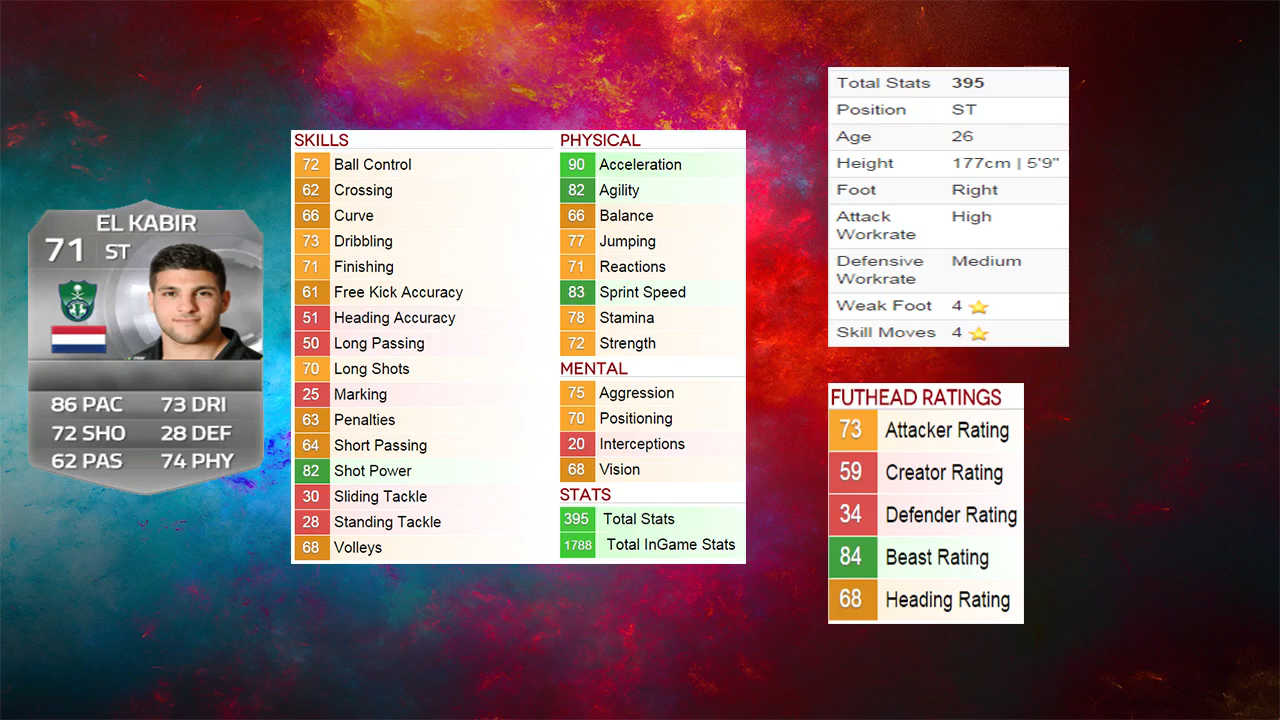 EL KABIR
71 ST
86 PAC 73 DRI
72 SHO 28 DEF
62 PAS 74 PHY
SKILLS
72 Ball Control
62 Crossing
66 Curve
73 Dribbling
71 Finishing
61 Free Kick Accuracy
51 Heading Accuracy
50 Long Passing
70 Long Shots
25 Marking
63 Penalties
64 Short Passing
82 Shot Power
30 Sliding Tackle
28 Standing Tackle
68 Volleys
PHYSICAL
90 Acceleration
82 Agility
66 Balance
77 Jumping
71 Reactions
83 Sprint Speed
78 Stamina
72 Strength
MENTAL
75 Aggression
70 Positioning
20 Interceptions
68 Vision
STATS
395 Total Stats
1788 Total InGame Stats
Total Stats 395
Position ST
Age 26
Height 177cm | 5'9"
Foot Right
Attack High
Workrate
Defensive Medium
Workrate
Weak Foot 4
Skill Moves 4
FUTHEAD RATINGS
73 Attacker Rating
59 Creator Rating
34 Defender Rating
84 Beast Rating
68 Heading Rating